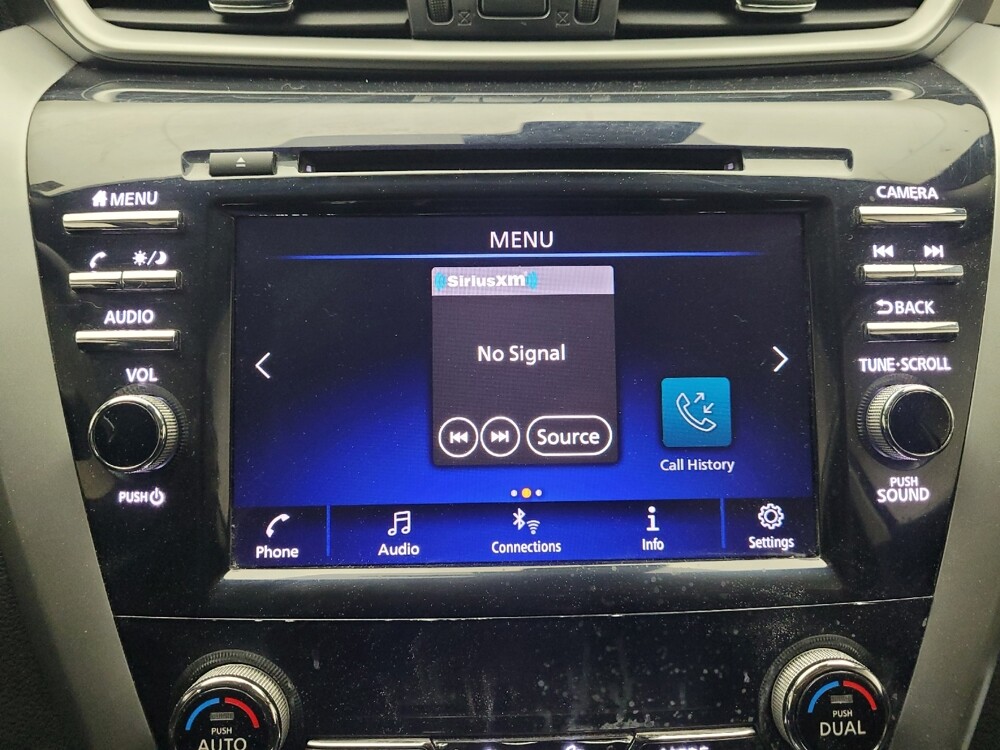 MENU
CAMERA
AUDIO
BACK
VOL
TUNE•SCROLL
PUSH
PUSH
SOUND
MENU
SiriusXM
No Signal
Source
Call History
Phone
Audio
Connections
Info
Settings
PUSH
AUTO
PUSH
DUAL